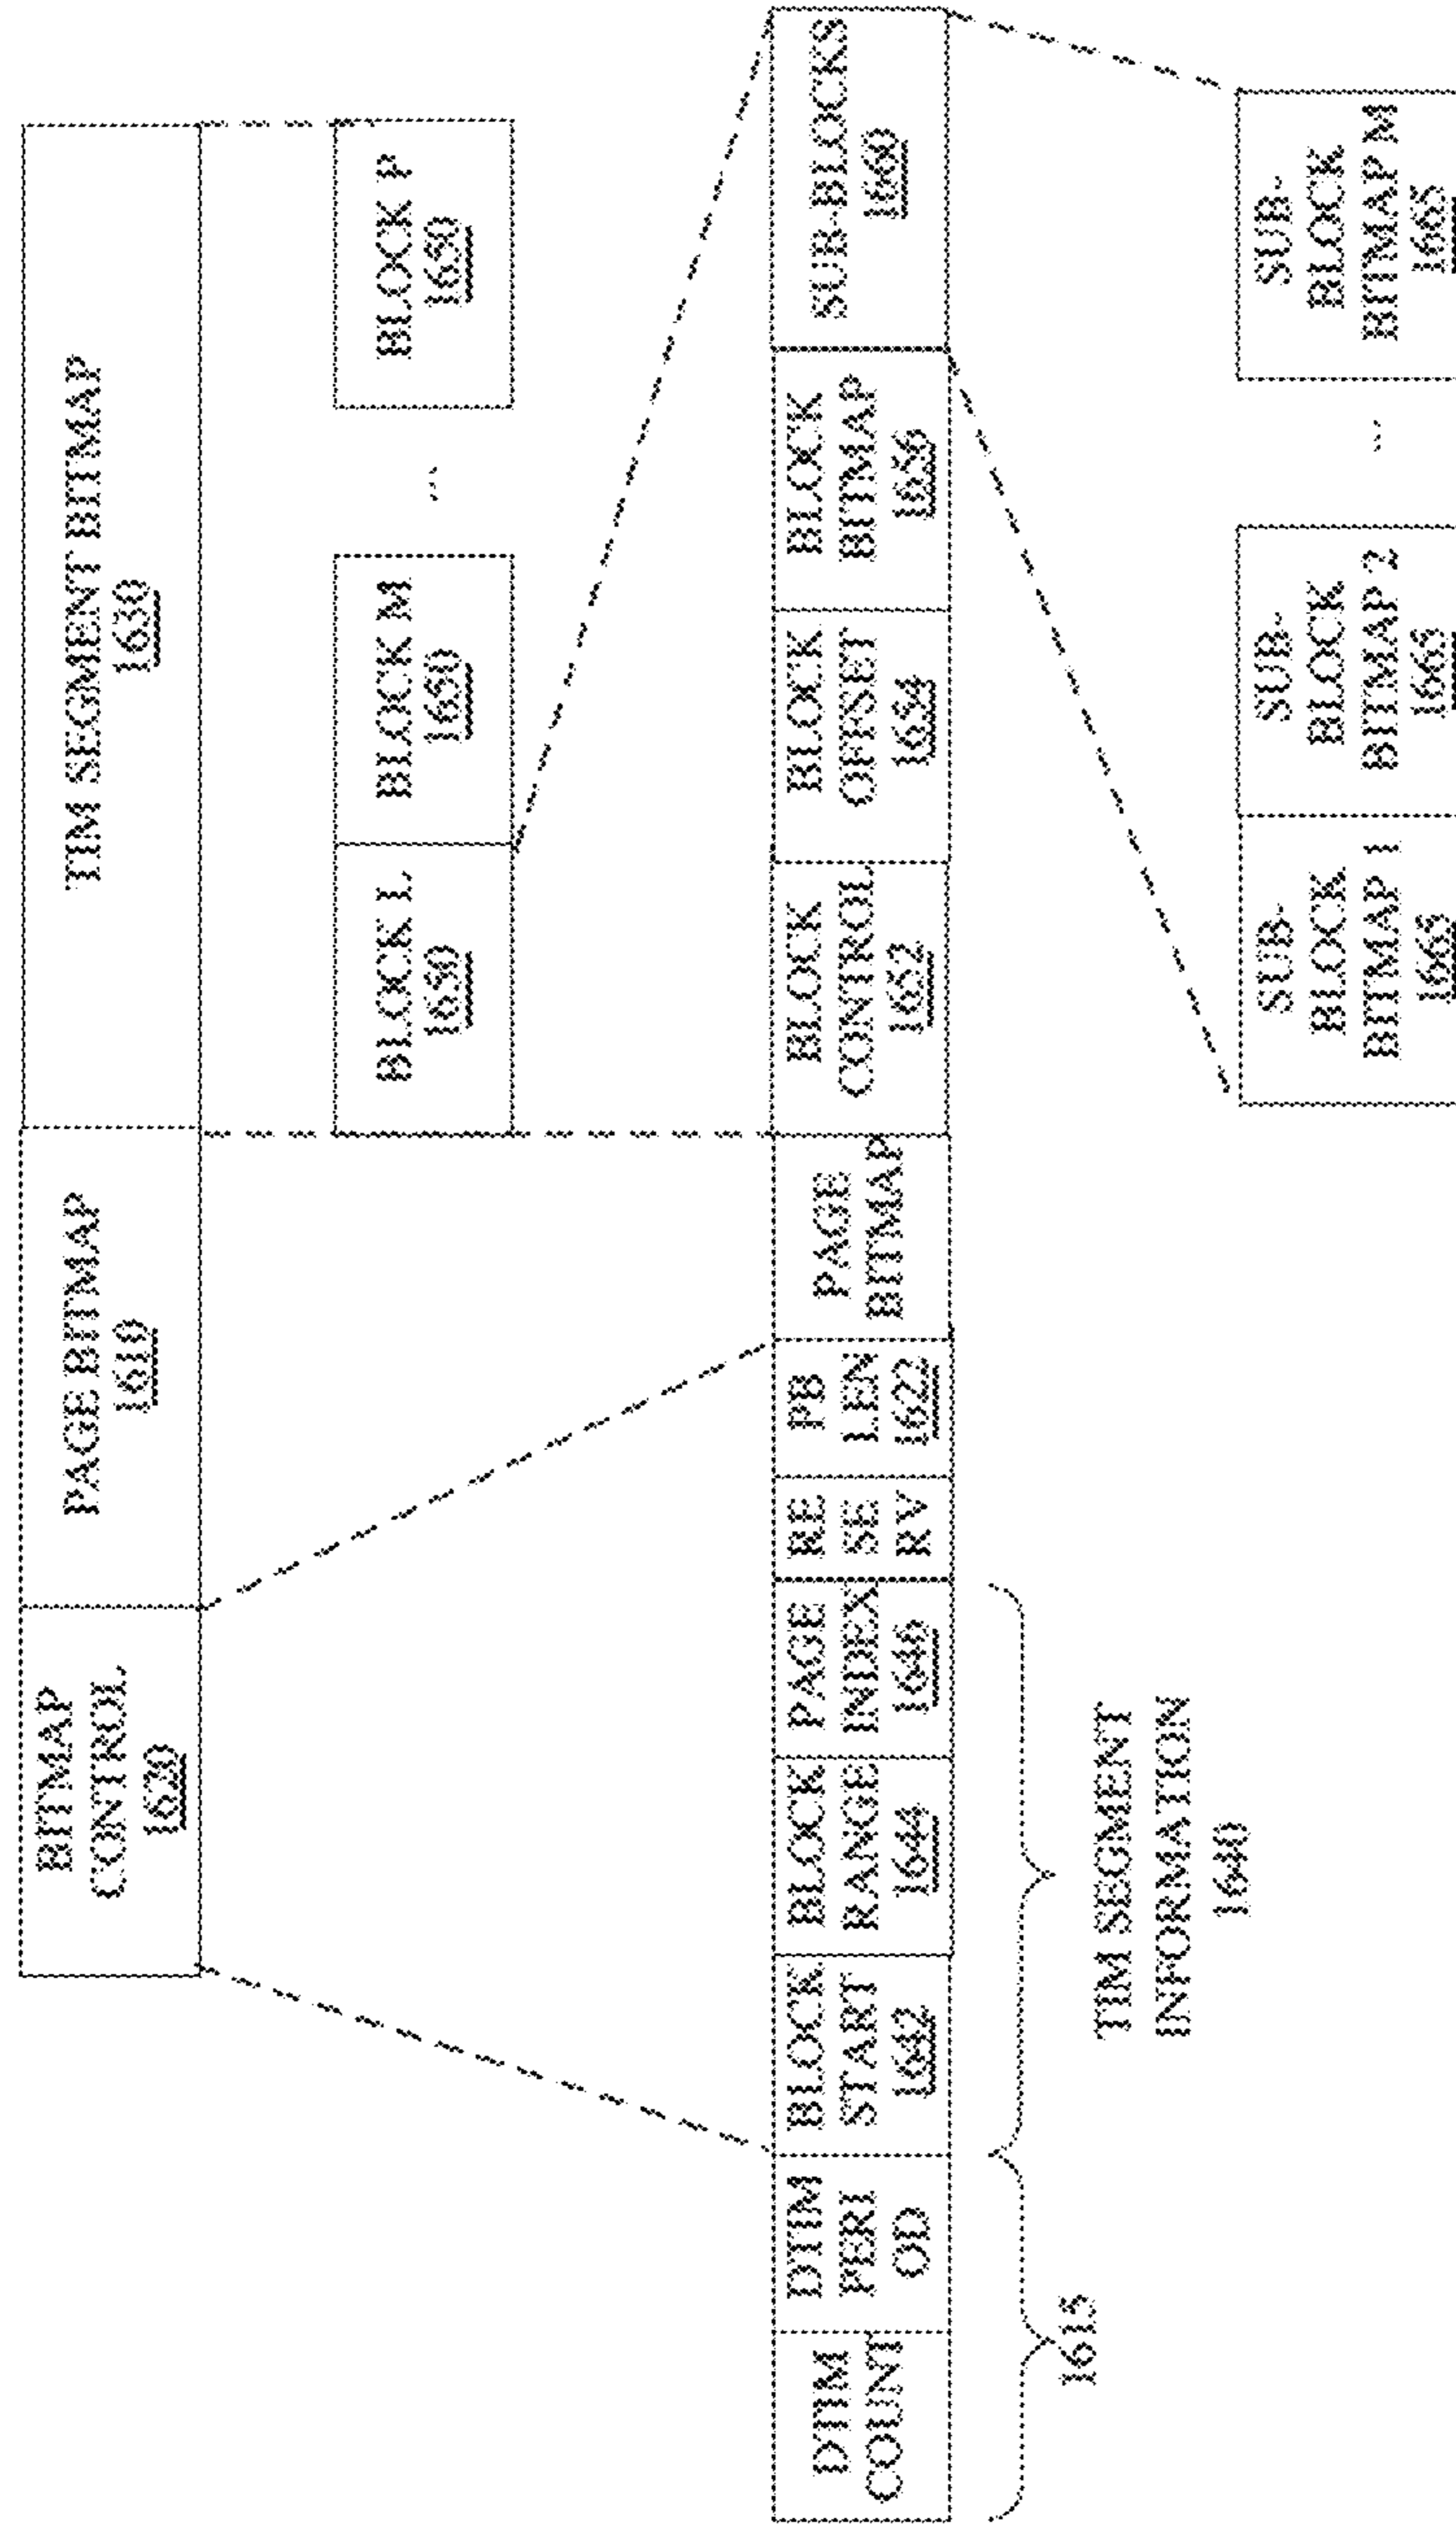 BITMAP
CONTROL
1620
PAGE BITMAP
1610
TIM SEGMENT BITMAP
1630
BLOCK L
1650
BLOCK M
1650
...
BLOCK P
1650
DTIM
COUNT
DTIM
PERI
OD
BLOCK
START
1642
BLOCK
RANGE
1644
PAGE
INDEX
1646
RE
SE
RV
PB
LEN
1622
PAGE
BITMAP
BLOCK
CONTROL
1652
BLOCK
OFFSET
1654
BLOCK
BITMAP
1656
SUB-BLOCKS
1660
1615
TIM SEGMENT
INFORMATION
1640
SUB-
BLOCK
BITMAP 1
1665
SUB-
BLOCK
BITMAP 2
1665
...
SUB-
BLOCK
BITMAP M
1665